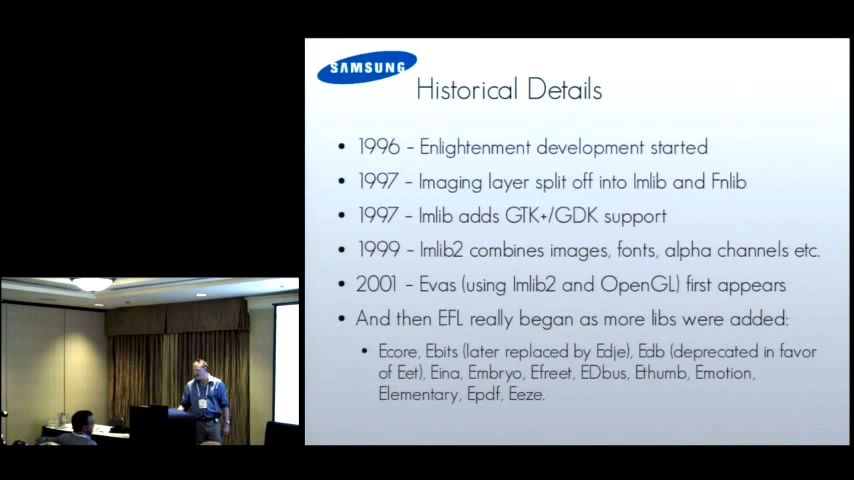 SAMSUNG
Historical Details
• 1996 - Enlightenment development started
• 1997 - Imaging layer split off into Imlib and Fnlib
• 1997 - Imlib adds GTK+/GDK support
• 1999 - Imlib2 combines images, fonts, alpha channels etc.
• 2001 - Evas (using Imlib2 and OpenGL) first appears
• And then EFL really began as more libs were added:
• Ecore, Ebits (later replaced by Edje), Edb (deprecated in favor
of Eet), Eina, Embryo, Efreet, EDbus, Ethumb, Emotion,
Elementary, Epdf, Eeze.